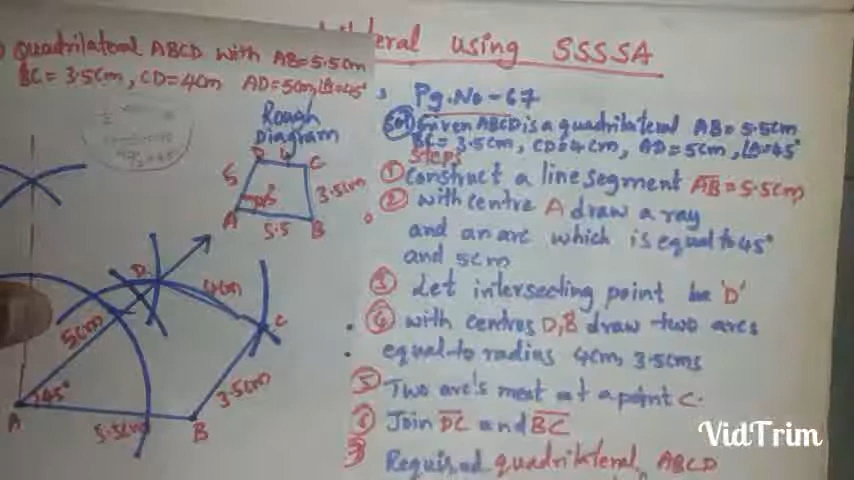 lateral using SSSSA
Quadrilateral ABCD with AB=5.5cm
BC=3.5cm, CD=4cm AD=5cm, ∠A=45°
Rough
Diagram
D 4 C
5
3.5cm
A
5.5 B
D
4cm
5cm
C
3.5cm
45°
A
5.5cm
B
Pg.No-67
Sol Given ABCD is a quadrilateral AB=5.5cm
BC=3.5cm, CD=4cm, AD=5cm, ∠A=45°
Steps
① Construct a line segment AB=5.5cm
② with centre A draw a ray
and an arc which is equal to 45°
and 5cm
③ Let intersecting point be 'D'
④ with centres D,B draw two arcs
equal to radius 4cm, 3.5cms
⑤ Two arc's meet at a point C.
⑥ Join DC and BC
⑦ Required quadrilateral ABCD
VidTrim